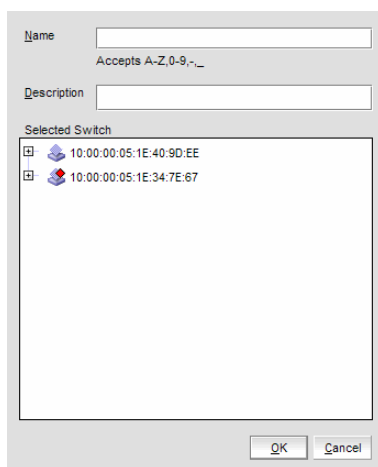 Name
Accepts A-Z,0-9,-,_
Description
Selected Switch
10:00:00:05:1E:40:9D:EE
10:00:00:05:1E:34:7E:67
OK Cancel